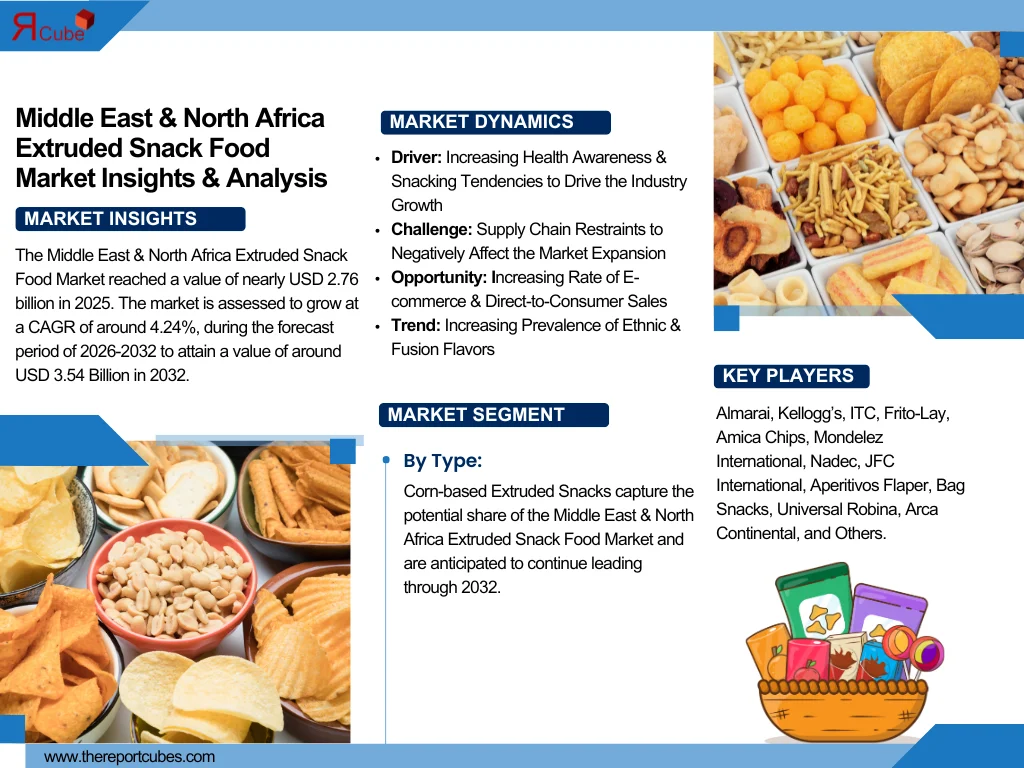 ЯCube
Middle East & North Africa
Extruded Snack Food
Market Insights & Analysis
MARKET INSIGHTS
The Middle East & North Africa Extruded Snack
Food Market reached a value of nearly USD 2.76
billion in 2025. The market is assessed to grow at
a CAGR of around 4.24%, during the forecast
period of 2026-2032 to attain a value of around
USD 3.54 Billion in 2032.
MARKET DYNAMICS
• Driver: Increasing Health Awareness &
Snacking Tendencies to Drive the Industry
Growth
• Challenge: Supply Chain Restraints to
Negatively Affect the Market Expansion
• Opportunity: Increasing Rate of E-
commerce & Direct-to-Consumer Sales
• Trend: Increasing Prevalence of Ethnic &
Fusion Flavors
MARKET SEGMENT
By Type:
Corn-based Extruded Snacks capture the
potential share of the Middle East & North
Africa Extruded Snack Food Market and
are anticipated to continue leading
through 2032.
KEY PLAYERS
Almarai, Kellogg’s, ITC, Frito-Lay,
Amica Chips, Mondelez
International, Nadec, JFC
International, Aperitivos Flaper, Bag
Snacks, Universal Robina, Arca
Continental, and Others.
www.thereportcubes.com